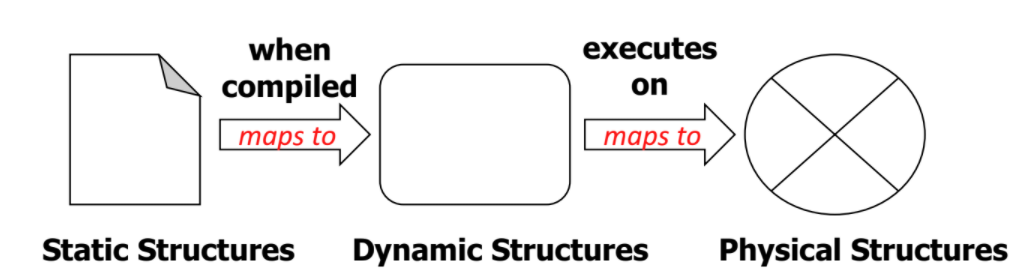 when
compiled
maps to
executes
on
maps to
Static Structures
Dynamic Structures
Physical Structures